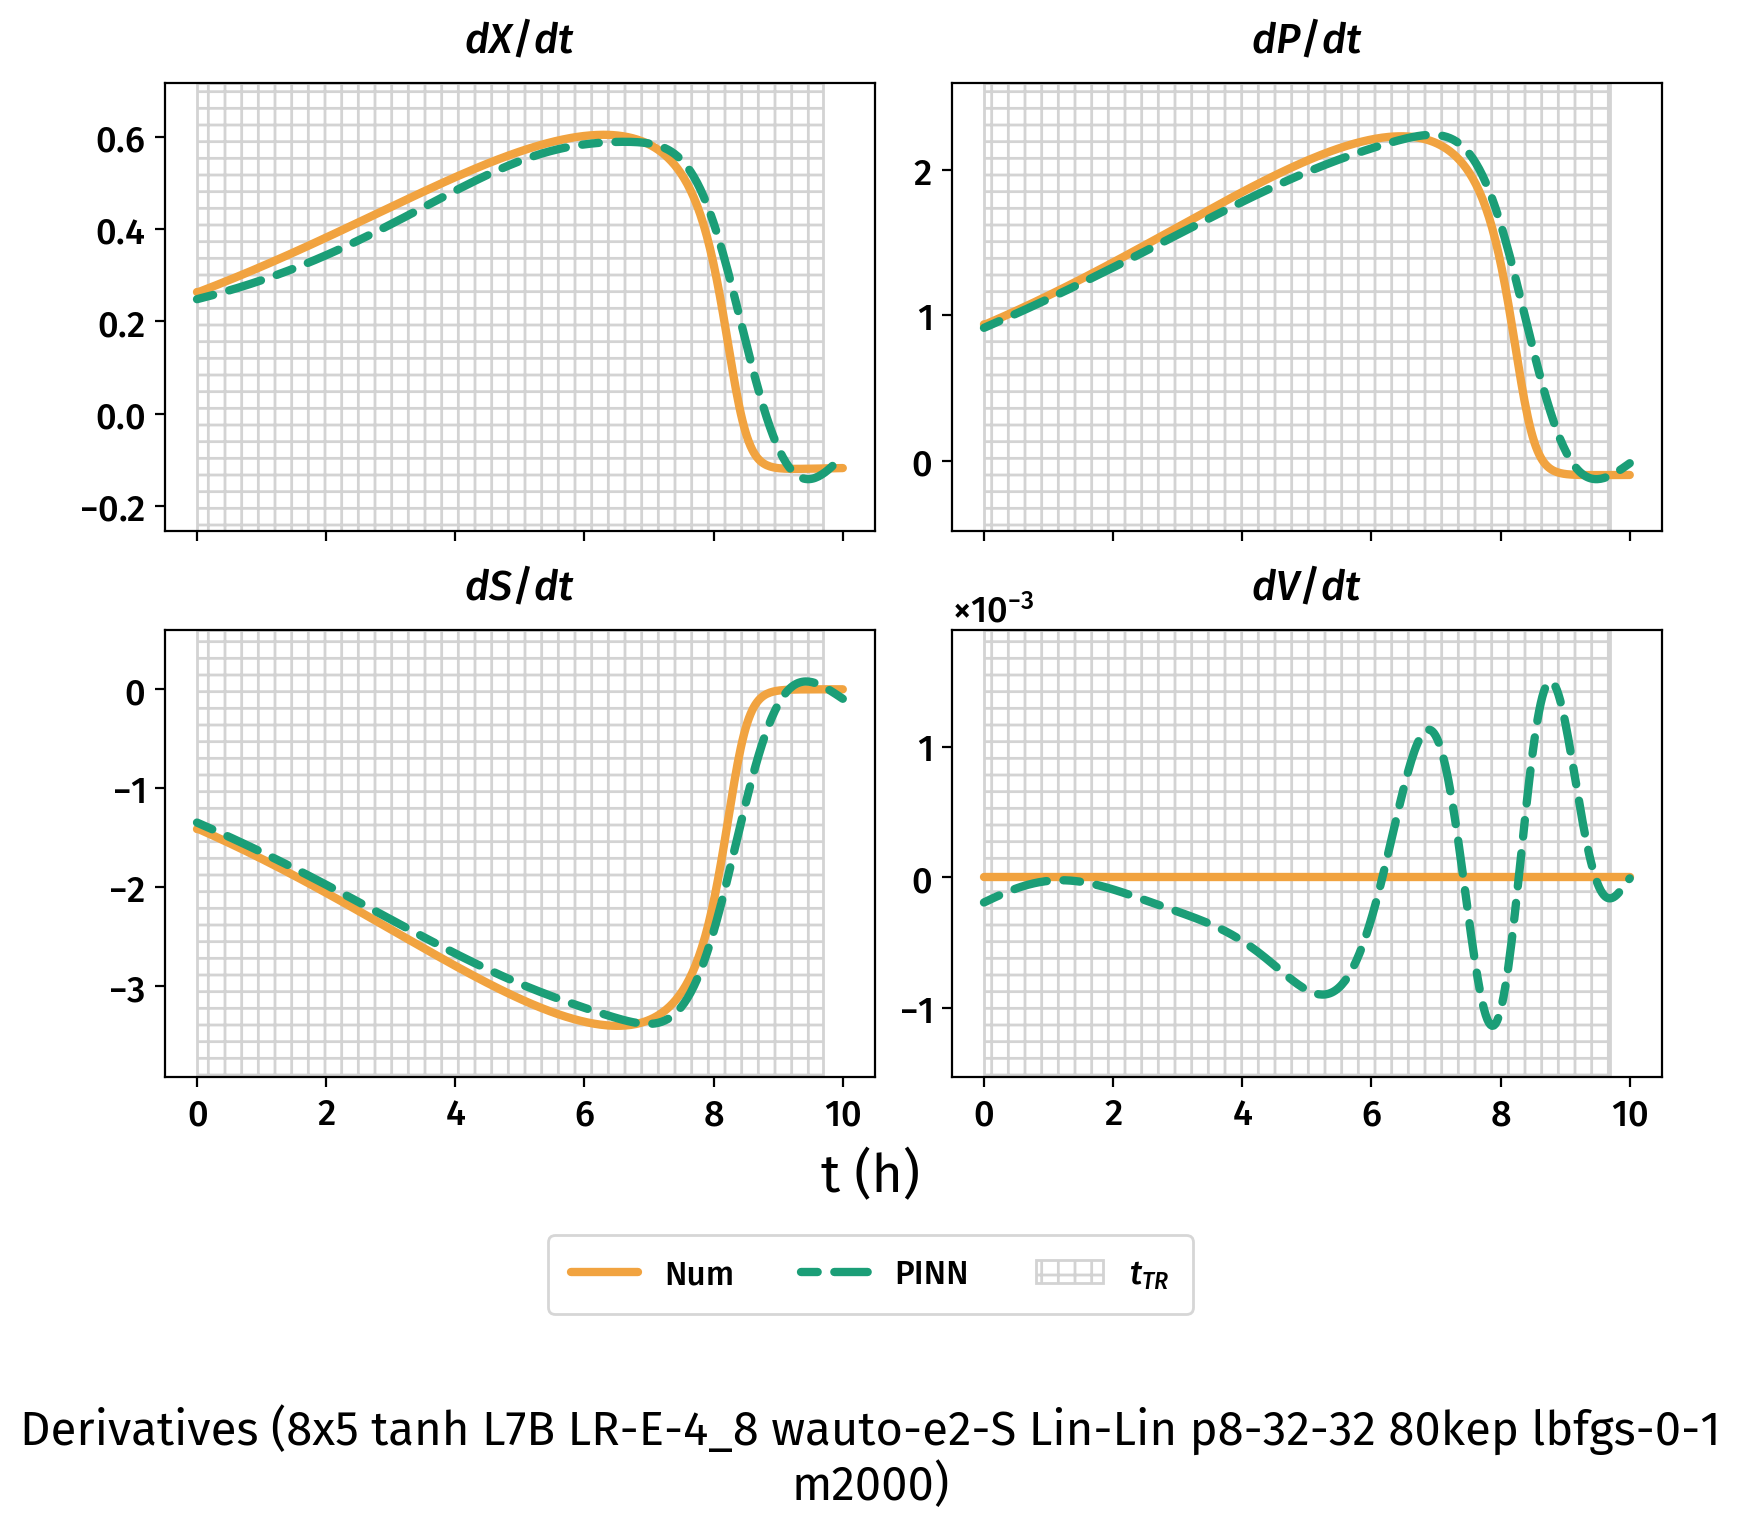 dX/dt
dP/dt
0.6
0.4
0.2
0.0
−0.2
2
1
0
dS/dt
dV/dt
×10⁻³
0
−1
−2
−3
1
0
−1
0 2 4 6 8 10
0 2 4 6 8 10
t (h)
Num PINN t_TR
Derivatives (8x5 tanh L7B LR-E-4_8 wauto-e2-S Lin-Lin p8-32-32 80kep lbfgs-0-1
m2000)